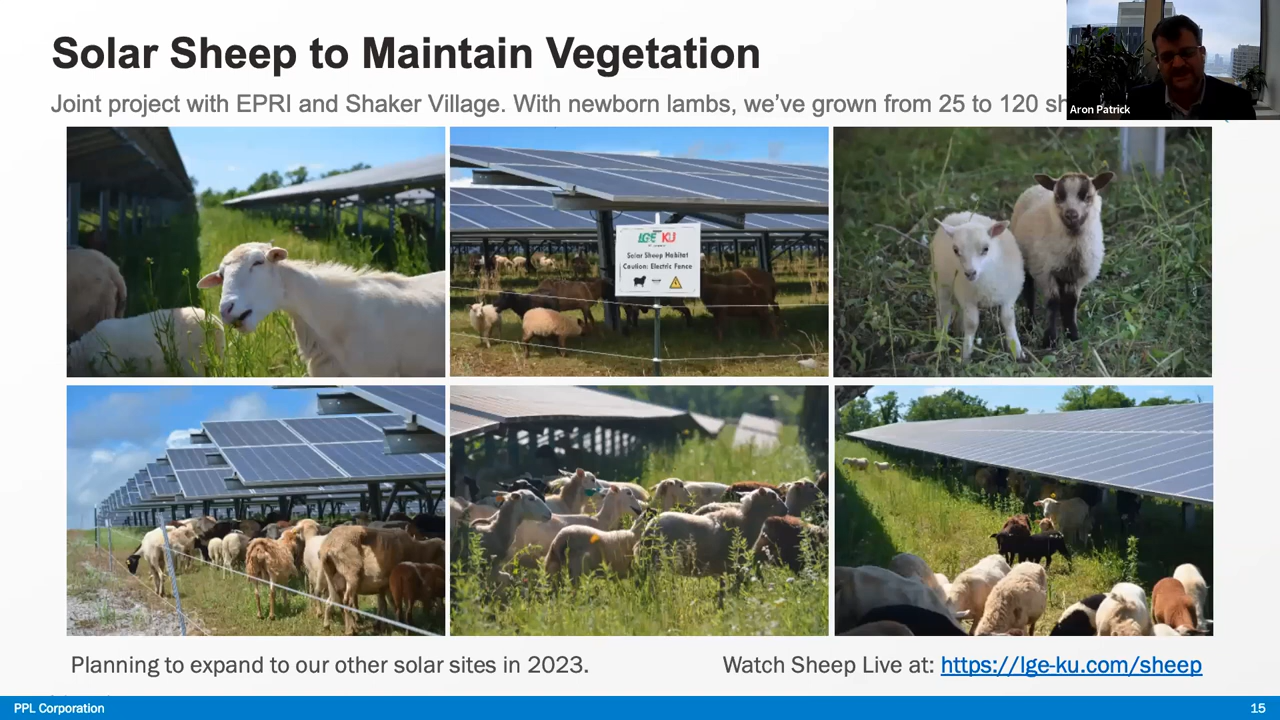 Solar Sheep to Maintain Vegetation
Joint project with EPRI and Shaker Village. With newborn lambs, we've grown from 25 to 120 sh
Aron Patrick
LGE KU
Solar Sheep Habitat
Caution: Electric Fence
Planning to expand to our other solar sites in 2023.
Watch Sheep Live at: https://lge-ku.com/sheep
PPL Corporation
15